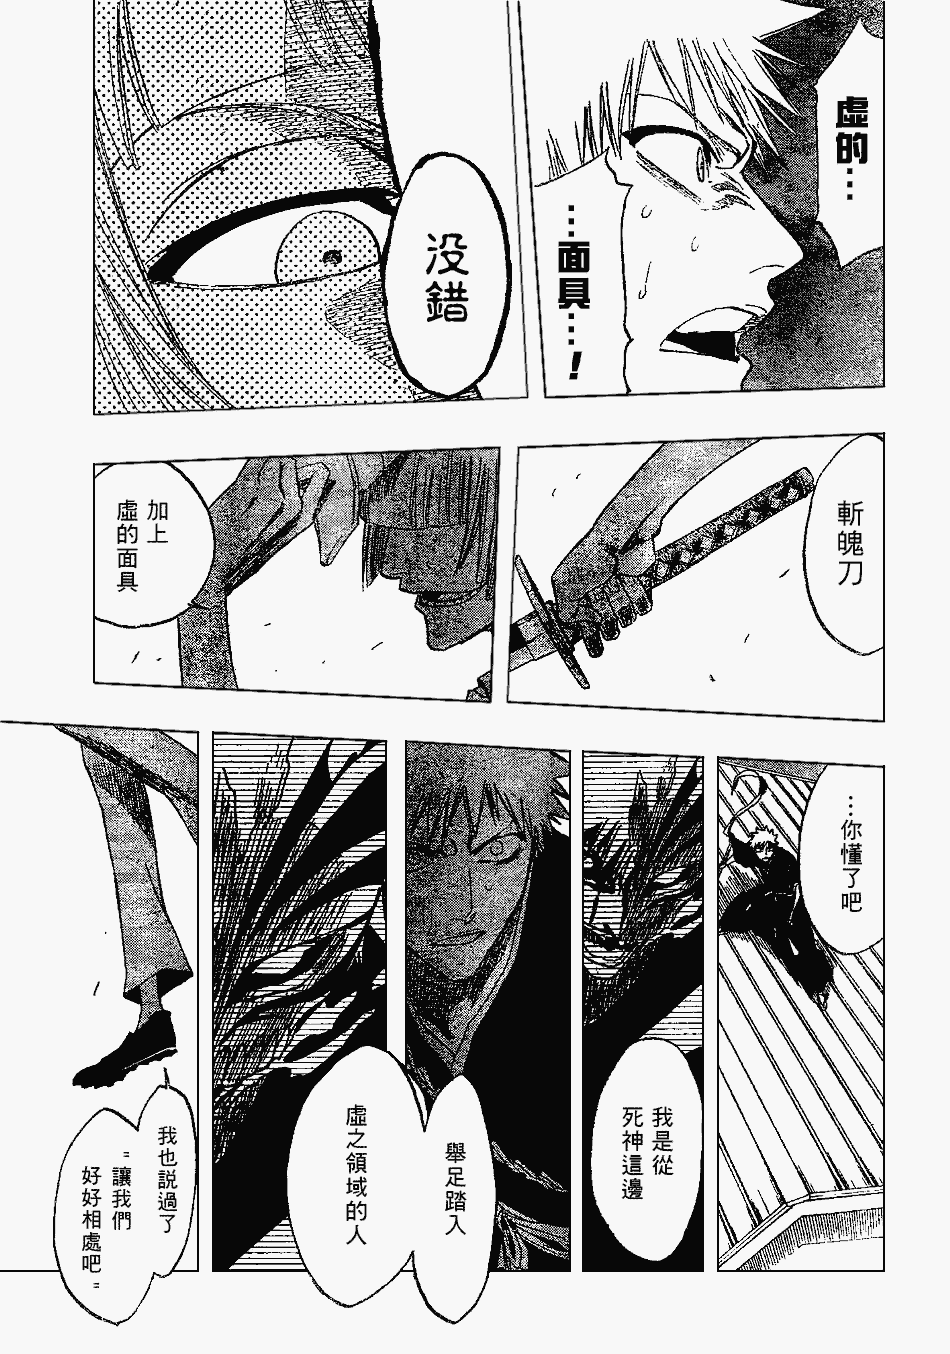 虛的…
…面具…！
没錯
斬魄刀
加上
虛的面具
…你懂了吧
我是從
死神這邊
舉足踏入
虛之領域的人
我也説過了
"讓我們
好好相處吧"